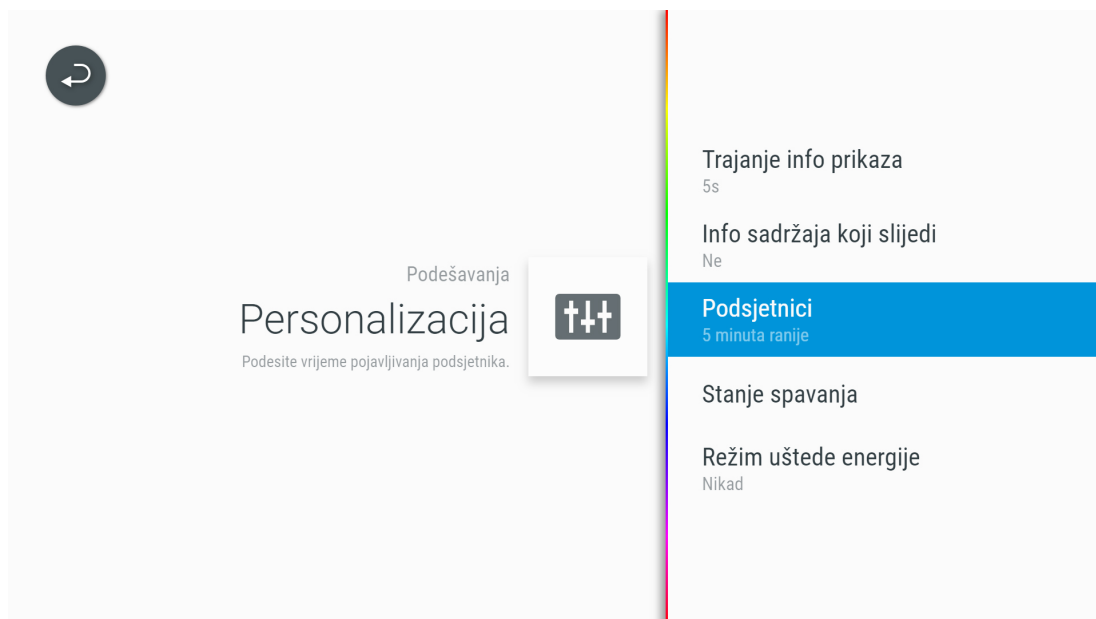 Podešavanja
Personalizacija
Podesite vrijeme pojavljivanja podsjetnika.
Trajanje info prikaza
5s
Info sadržaja koji slijedi
Ne
Podsjetnici
5 minuta ranije
Stanje spavanja
Režim uštede energije
Nikad